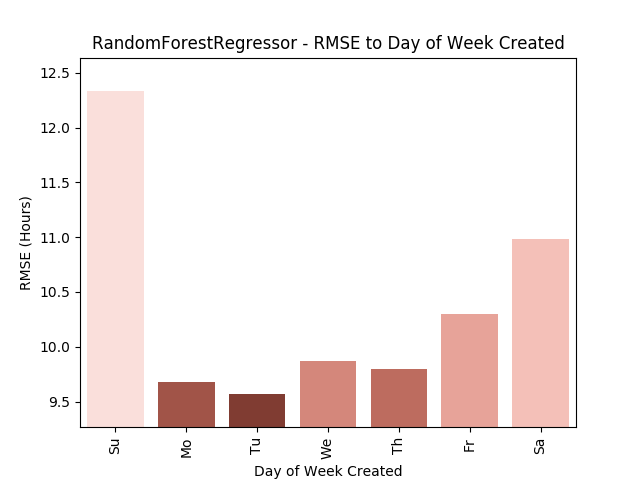 RandomForestRegressor - RMSE to Day of Week Created
12.5
12.0
11.5
11.0
10.5
10.0
9.5
RMSE (Hours)
Su
Mo
Tu
We
Th
Fr
Sa
Day of Week Created